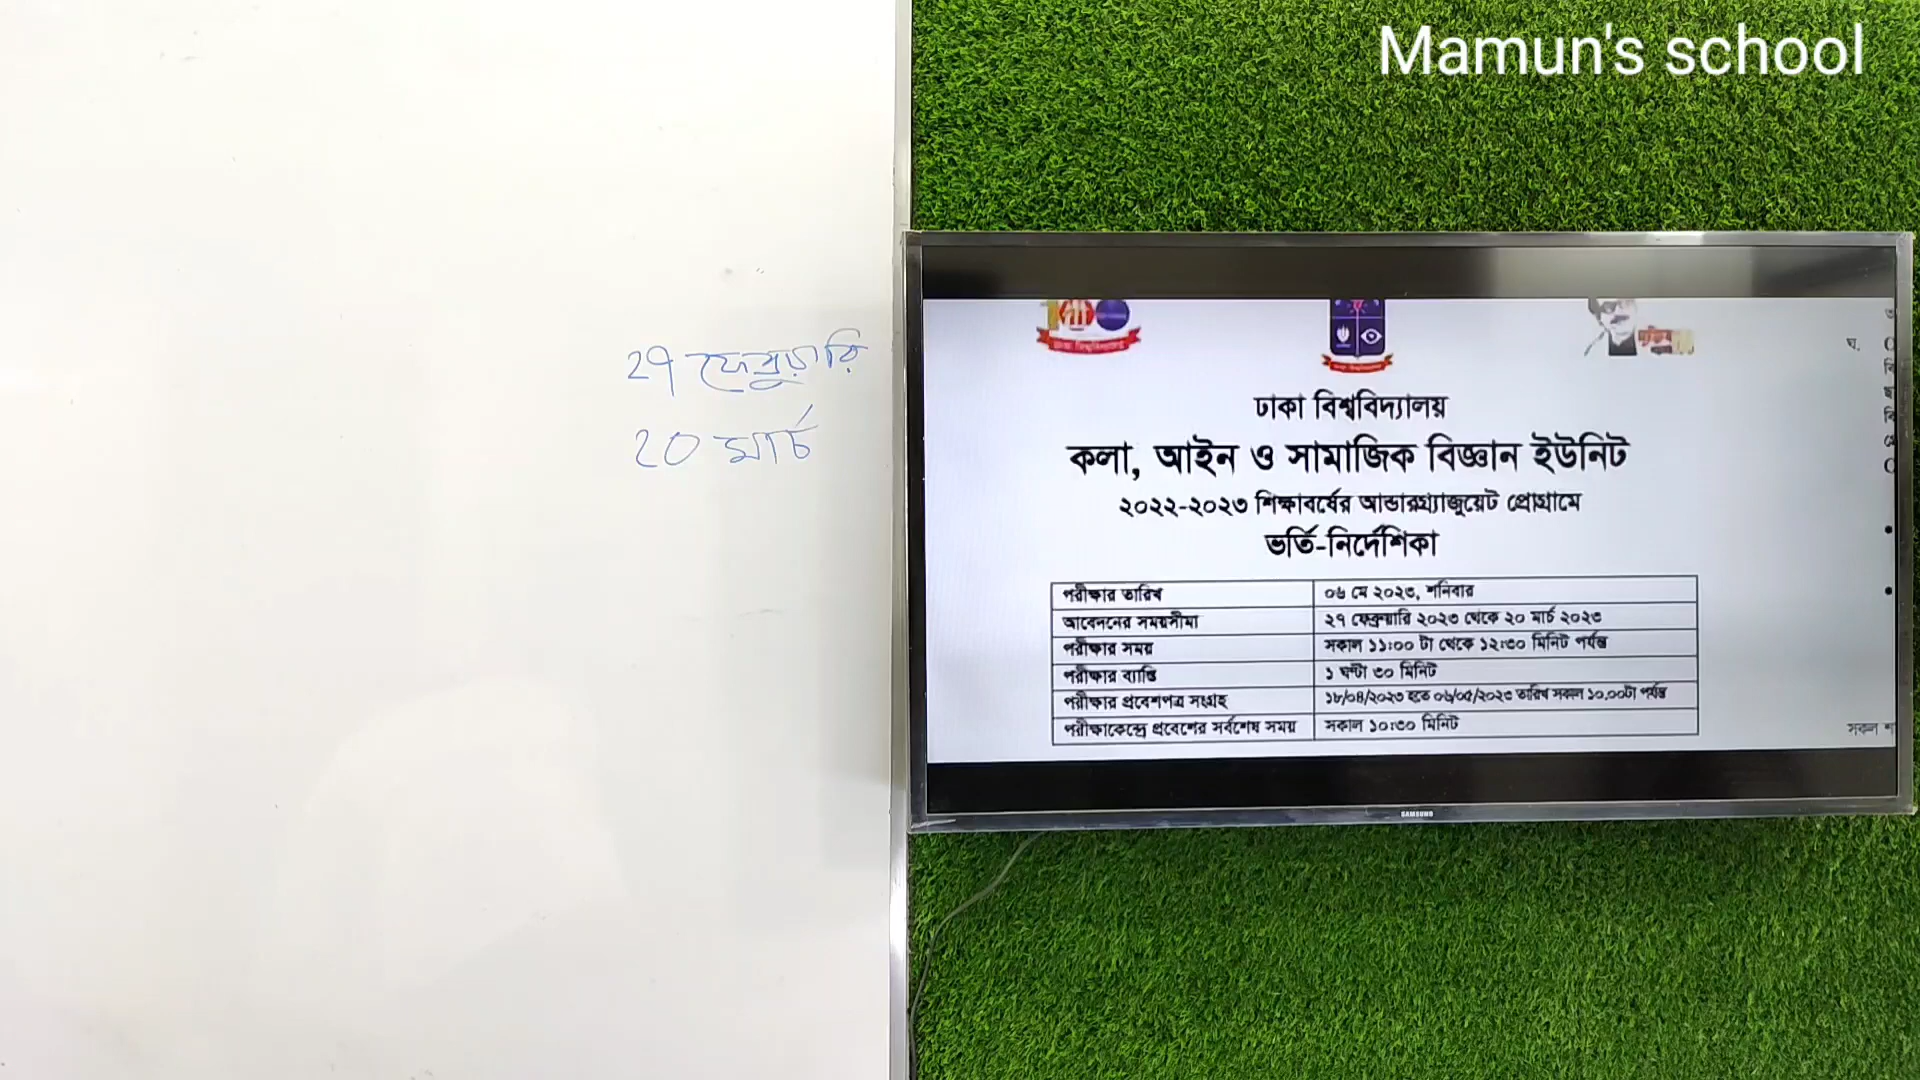 Mamun's school
২৭ ফেব্রুয়ারি
২০ মার্চ
ঢাকা বিশ্ববিদ্যালয়
কলা, আইন ও সামাজিক বিজ্ঞান ইউনিট
২০২২-২০২৩ শিক্ষাবর্ষের আন্ডারগ্র্যাজুয়েট প্রোগ্রামে
ভর্তি-নির্দেশিকা
পরীক্ষার তারিখ ০৬ মে ২০২৩, শনিবার
আবেদনের সময়সীমা ২৭ ফেব্রুয়ারি ২০২৩ থেকে ২০ মার্চ ২০২৩
পরীক্ষার সময় সকাল ১১:০০ টা থেকে ১২:৩০ মিনিট পর্যন্ত
পরীক্ষার ব্যাপ্তি ১ ঘণ্টা ৩০ মিনিট
পরীক্ষার প্রবেশপত্র সংগ্রহ ১৮/০৪/২০২৩ হতে ০৬/০৫/২০২৩ তারিখ সকাল ১০.০০টা পর্যন্ত
পরীক্ষাকেন্দ্রে প্রবেশের সর্বশেষ সময় সকাল ১০:৩০ মিনিট
ঘ.
সকল
SAMSUNG